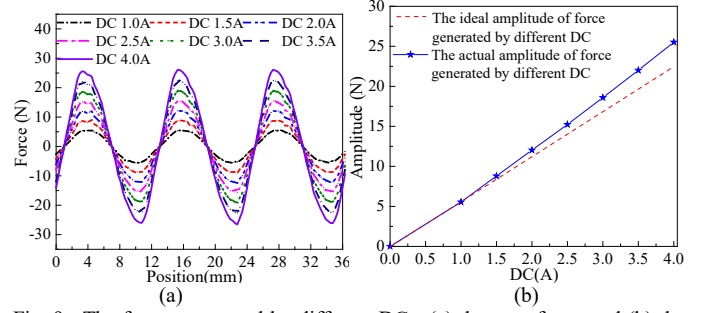 DC 1.0A DC 1.5A DC 2.0A
DC 2.5A DC 3.0A DC 3.5A
DC 4.0A
40
30
20
10
0
-10
-20
-30
Force (N)
0 4 8 12 16 20 24 28 32 36
Position(mm)
(a)
The ideal amplitude of force
generated by different DC
The actual amplitude of force
generated by different DC
30
25
20
15
10
5
0
Amplitude (N)
0.0 0.5 1.0 1.5 2.0 2.5 3.0 3.5 4.0
DC(A)
(b)